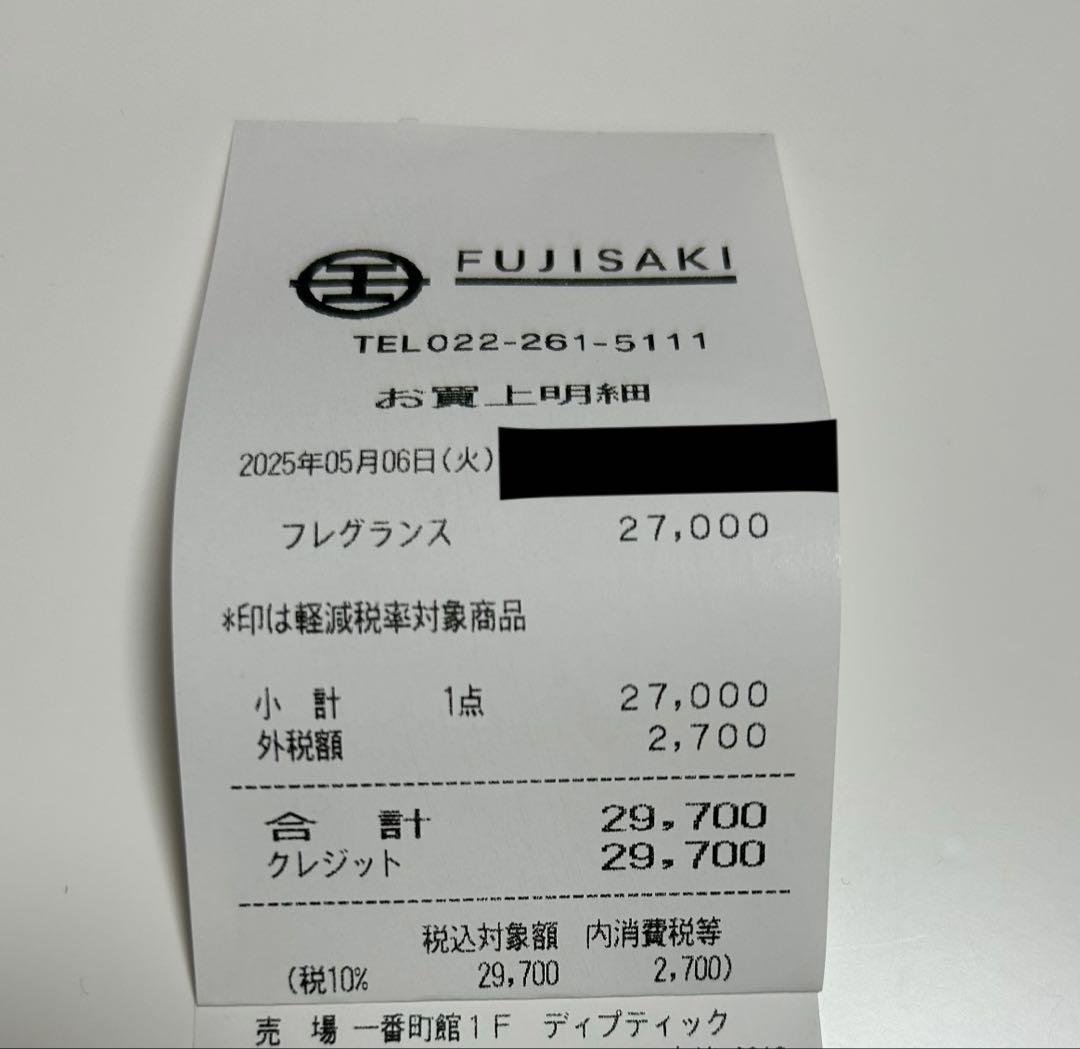 FUJISAKI
TEL022-261-5111
お買上明細
2025年05月06日(火)
フレグランス 27,000
*印は軽減税率対象商品
小 計 1点 27,000
外税額 2,700
合 計 29,700
クレジット 29,700
税込対象額 内消費税等
(税10% 29,700 2,700)
売 場 一番町館1F ディプティック